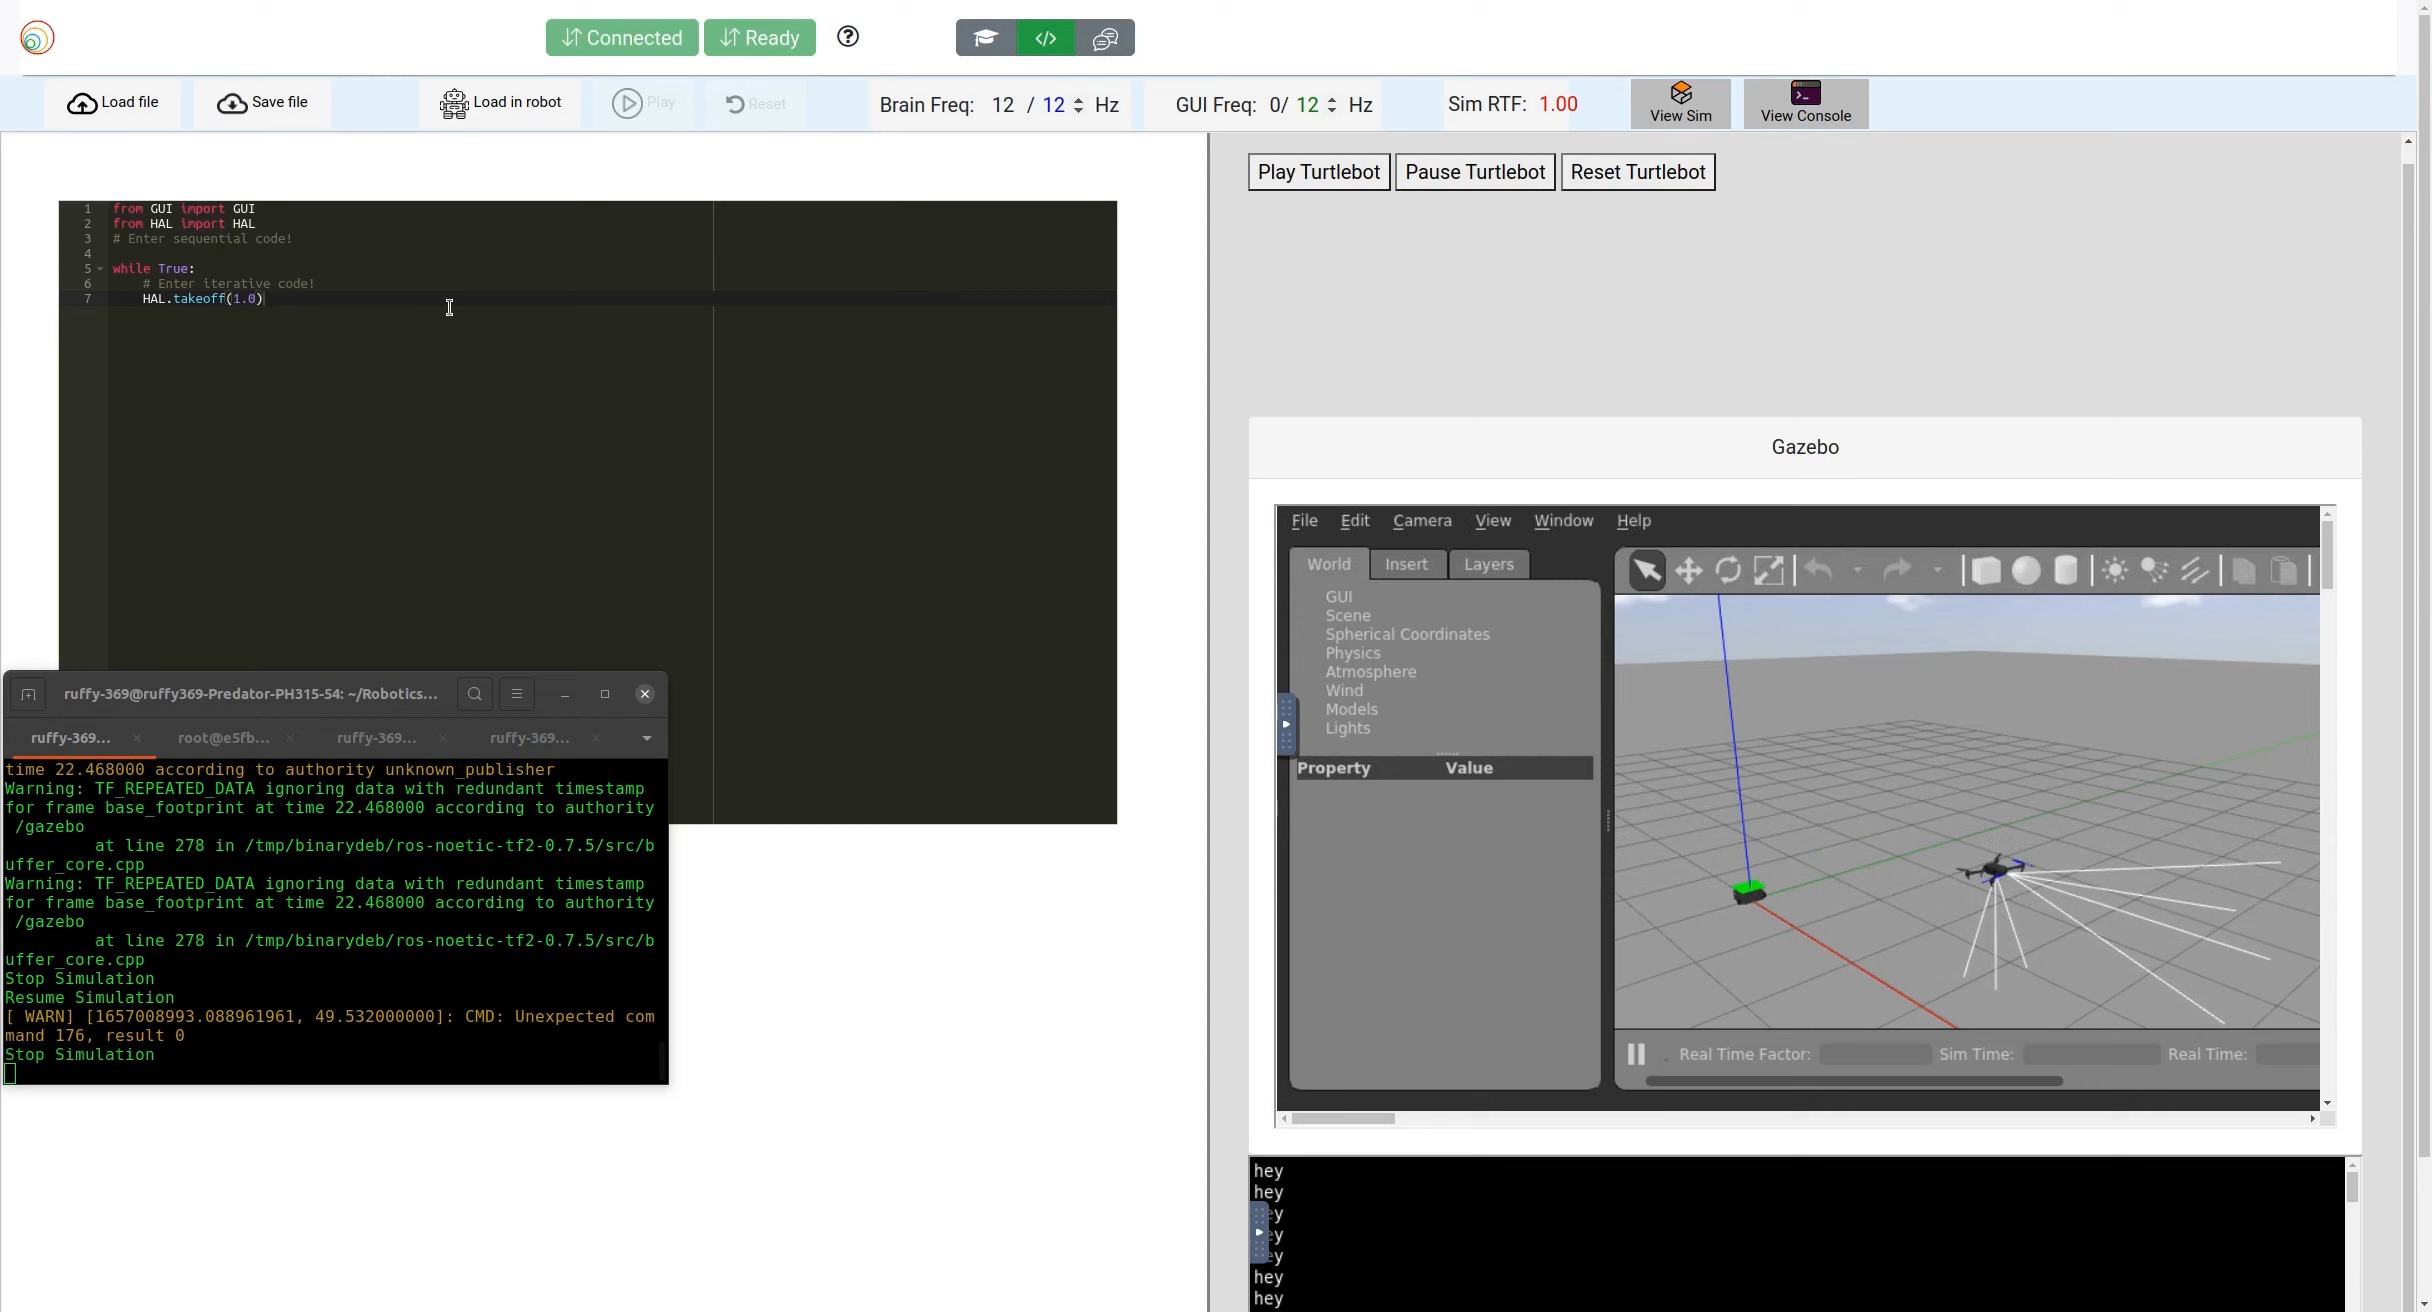 Connected
Ready
Load file
Save file
Load in robot
Play
Reset
Brain Freq: 12 / 12 Hz
GUI Freq: 0/ 12 Hz
Sim RTF: 1.00
View Sim
View Console
1 from GUI import GUI
2 from HAL import HAL
3 # Enter sequential code!
4
5 while True:
6 # Enter iterative code!
7 HAL.takeoff(1.0)
ruffy-369@ruffy369-Predator-PH315-54: ~/Robotics...
ruffy-369...
root@e5fb...
ruffy-369...
ruffy-369...
time 22.468000 according to authority unknown_publisher
Warning: TF_REPEATED_DATA ignoring data with redundant timestamp
for frame base_footprint at time 22.468000 according to authority
/gazebo
at line 278 in /tmp/binarydeb/ros-noetic-tf2-0.7.5/src/b
uffer_core.cpp
Warning: TF_REPEATED_DATA ignoring data with redundant timestamp
for frame base_footprint at time 22.468000 according to authority
/gazebo
at line 278 in /tmp/binarydeb/ros-noetic-tf2-0.7.5/src/b
uffer_core.cpp
Stop Simulation
Resume Simulation
[ WARN] [1657008993.088961961, 49.532000000]: CMD: Unexpected com
mand 176, result 0
Stop Simulation
Play Turtlebot
Pause Turtlebot
Reset Turtlebot
Gazebo
File Edit Camera View Window Help
World Insert Layers
GUI
Scene
Spherical Coordinates
Physics
Atmosphere
Wind
Models
Lights
Property Value
Real Time Factor:
Sim Time:
Real Time:
hey
hey
ey
ey
ey
hey
hey